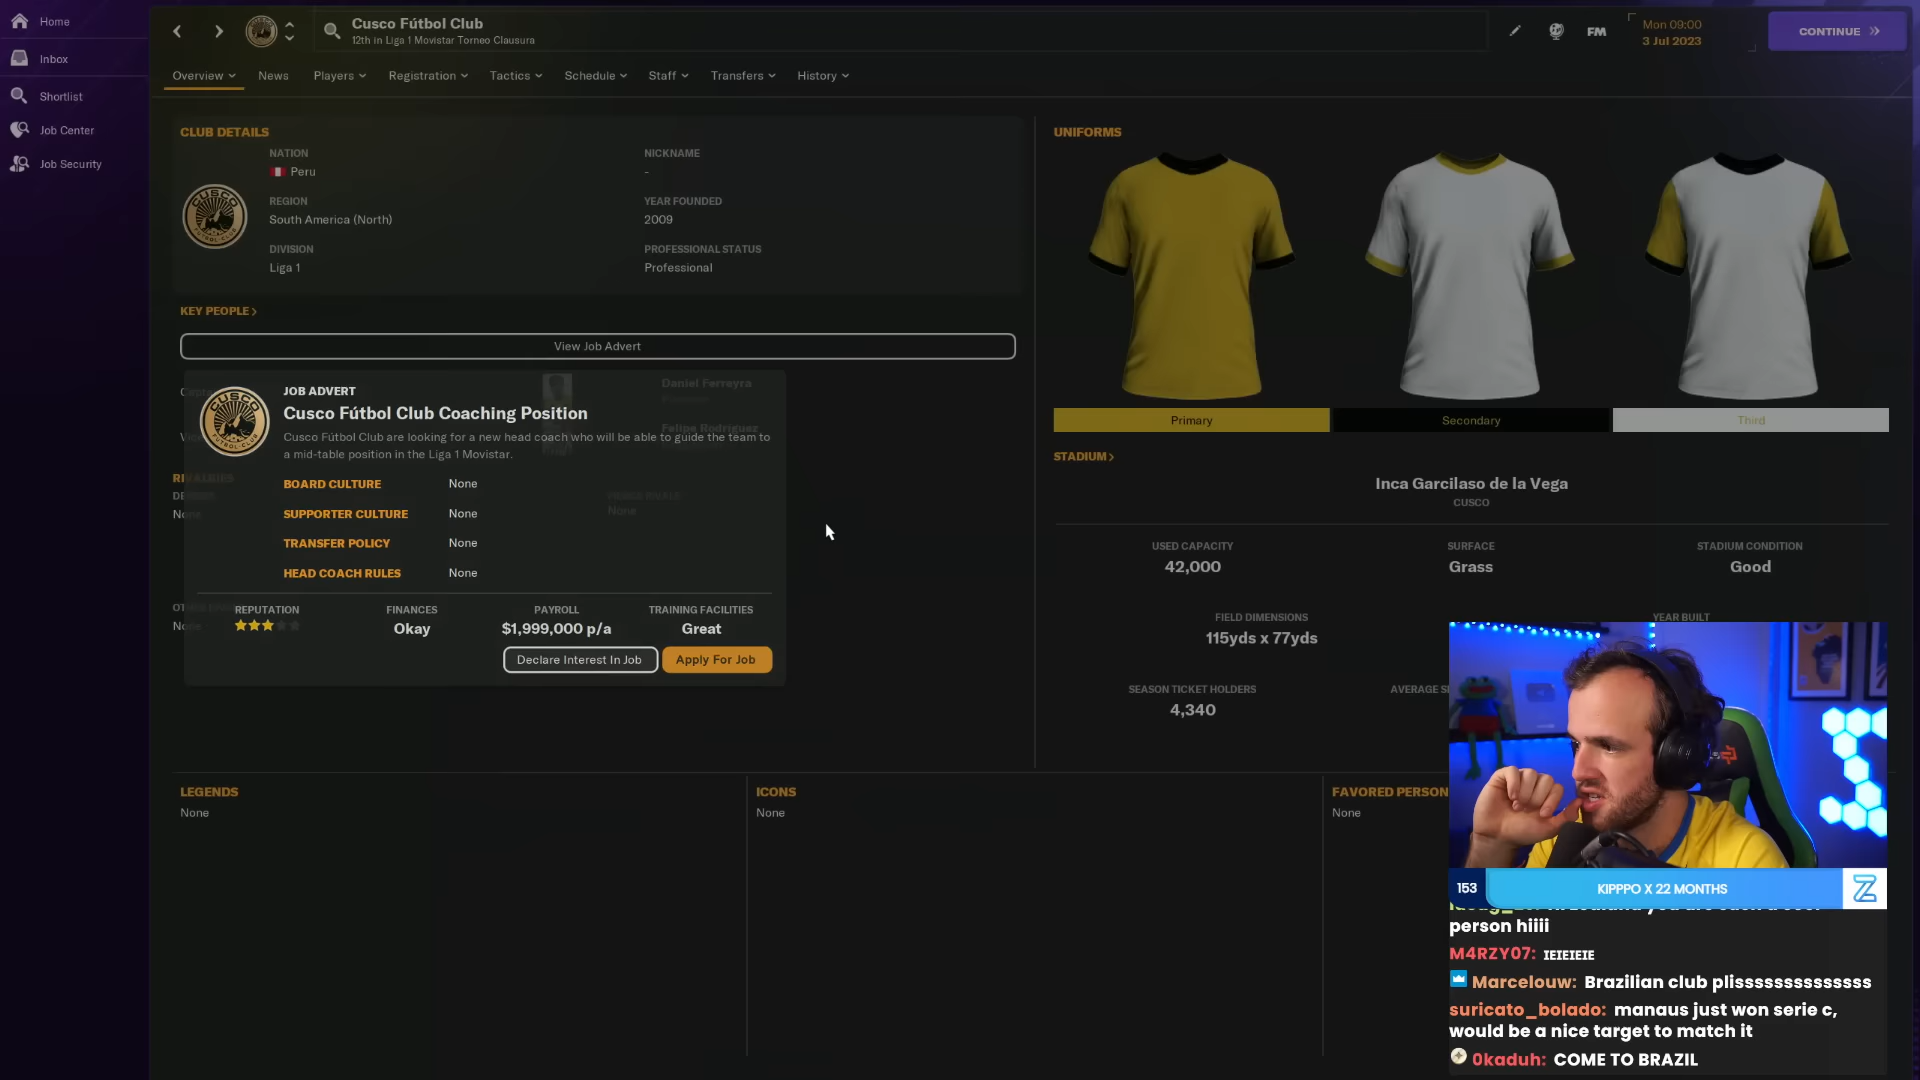 Home
Inbox
Shortlist
Job Center
Job Security
Cusco Fútbol Club
12th in Liga 1 Movistar Torneo Clausura
FM
Mon 09:00
3 Jul 2023
CONTINUE
Overview
News
Players
Registration
Tactics
Schedule
Staff
Transfers
History
CLUB DETAILS
NATION
Peru
NICKNAME
-
REGION
South America (North)
YEAR FOUNDED
2009
DIVISION
Liga 1
PROFESSIONAL STATUS
Professional
KEY PEOPLE >
View Job Advert
Daniel Ferreyra
Felipe Rodriguez
JOB ADVERT
Cusco Fútbol Club Coaching Position
Cusco Fútbol Club are looking for a new head coach who will be able to guide the team to
a mid-table position in the Liga 1 Movistar.
BOARD CULTURE None
SUPPORTER CULTURE None
TRANSFER POLICY None
HEAD COACH RULES None
RIVALRIES
None
None
None
REPUTATION
FINANCES
Okay
PAYROLL
$1,999,000 p/a
TRAINING FACILITIES
Great
Declare Interest In Job
Apply For Job
UNIFORMS
Primary
Secondary
Third
STADIUM >
Inca Garcilaso de la Vega
CUSCO
USED CAPACITY
42,000
SURFACE
Grass
STADIUM CONDITION
Good
FIELD DIMENSIONS
115yds x 77yds
YEAR BUILT
SEASON TICKET HOLDERS
4,340
AVERAGE
LEGENDS
None
ICONS
None
FAVORED PERSON
None
153
KIPPPO X 22 MONTHS
Z
person hiiii
M4RZY07: IEIEIEIE
Marcelouw: Brazilian club plissssssssssssss
suricato_bolado: manaus just won serie c,
would be a nice target to match it
0kaduh: COME TO BRAZIL